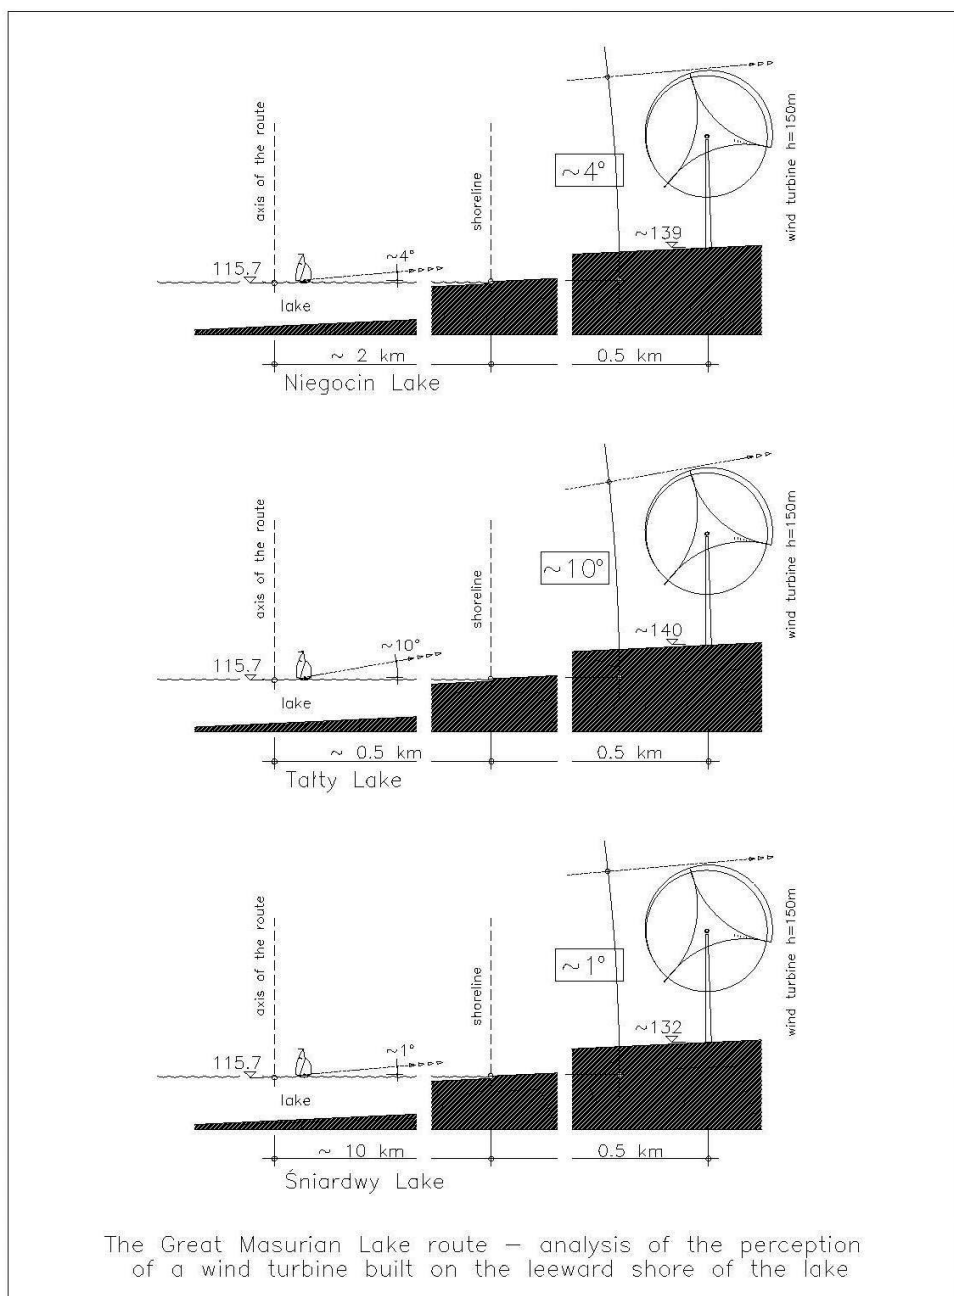 axis of the route
shoreline
wind turbine h=150m
~4°
~139
115.7
~4°
lake
~ 2 km
0.5 km
Niegocin Lake
axis of the route
shoreline
wind turbine h=150m
~10°
~140
115.7
~10°
lake
~ 0.5 km
0.5 km
Tałty Lake
axis of the route
shoreline
wind turbine h=150m
~1°
~132
115.7
~1°
lake
~ 10 km
0.5 km
Śniardwy Lake
The Great Masurian Lake route – analysis of the perception
of a wind turbine built on the leeward shore of the lake